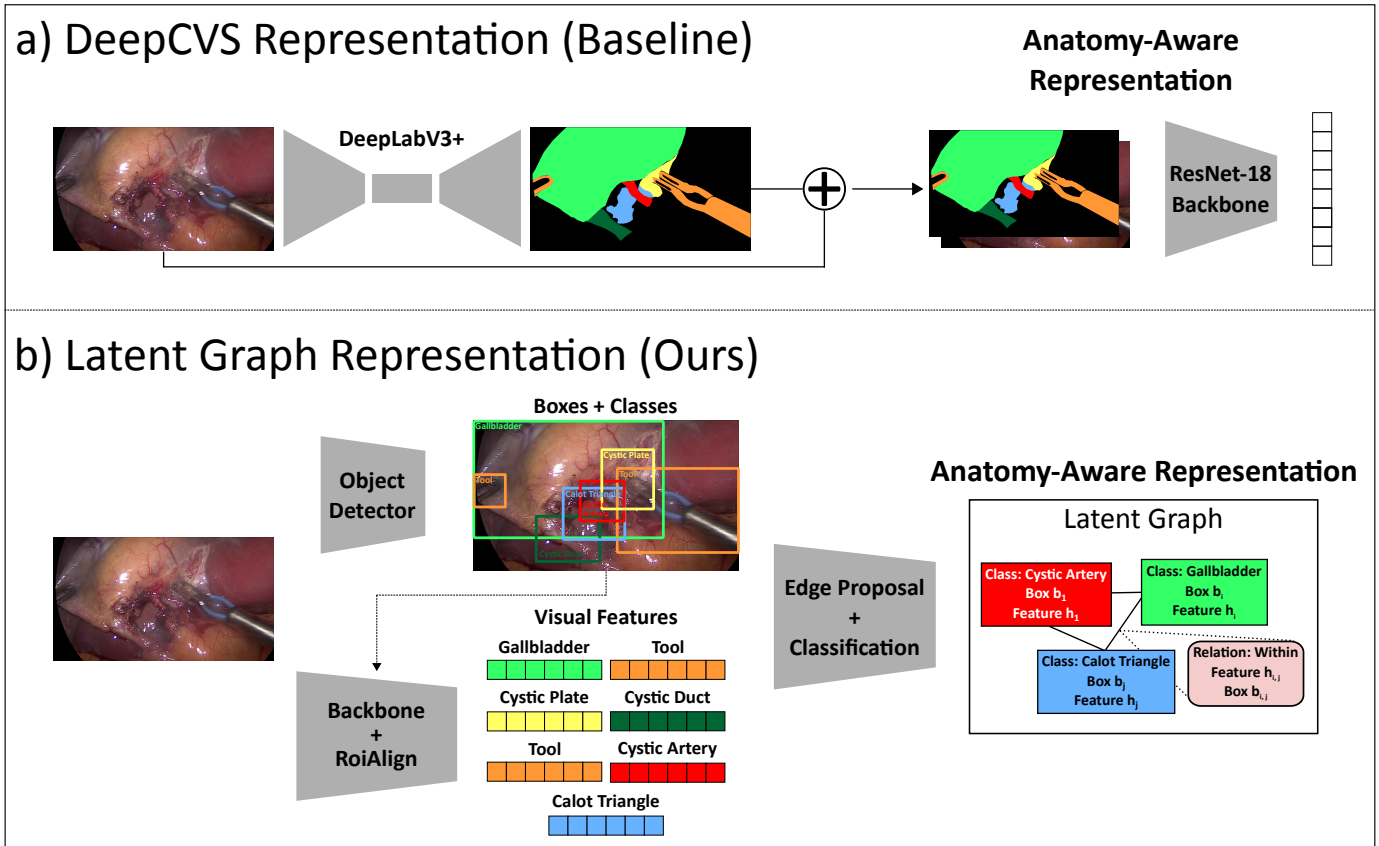 a) DeepCVS Representation (Baseline)
Anatomy-Aware
Representation
DeepLabV3+
ResNet-18
Backbone
b) Latent Graph Representation (Ours)
Boxes + Classes
Gallbladder
Cystic Plate
Tool
Tool
Calot Triangle
Object
Detector
Anatomy-Aware Representation
Latent Graph
Edge Proposal
+
Classification
Class: Cystic Artery
Box b1
Feature h1
Class: Gallbladder
Box bi
Feature hi
Class: Calot Triangle
Box bj
Feature hj
Relation: Within
Feature hi,j
Box bi,j
Backbone
+
RoiAlign
Visual Features
Gallbladder
Tool
Cystic Plate
Cystic Duct
Tool
Cystic Artery
Calot Triangle